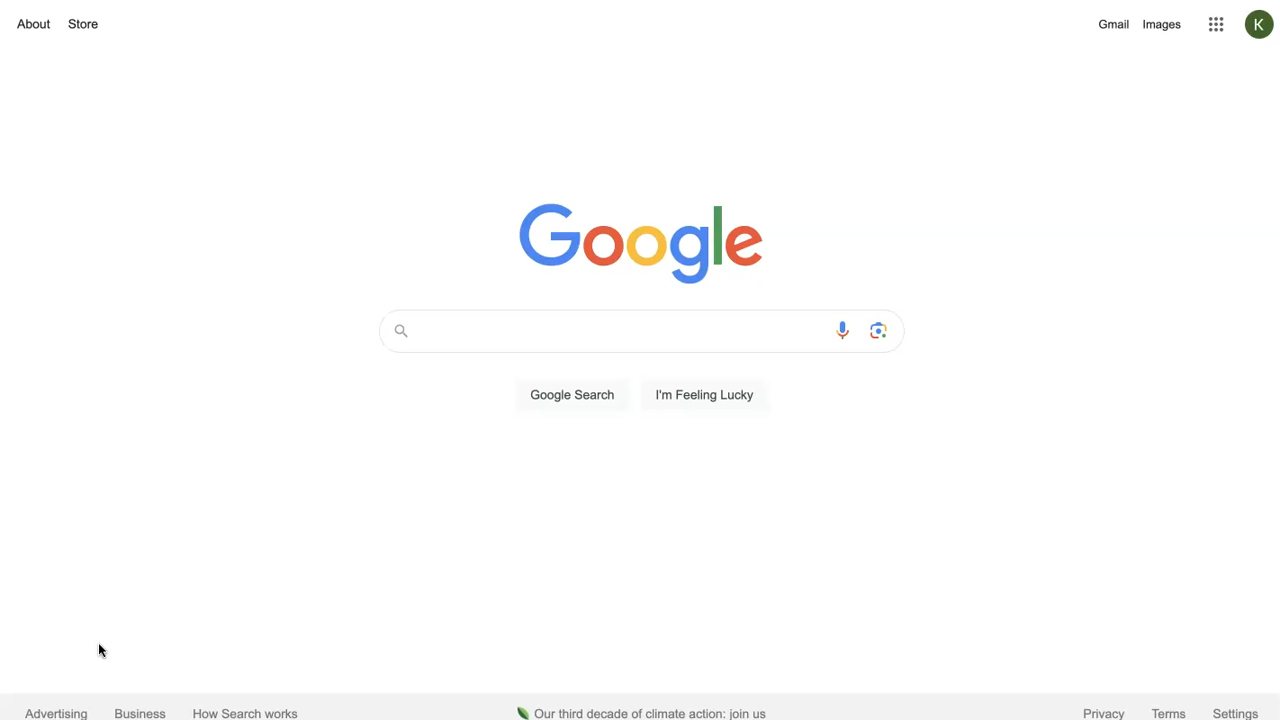 About Store Gmail Images K
Google
Google Search I'm Feeling Lucky
Our third decade of climate action: join us
Advertising Business How Search works Privacy Terms Settings